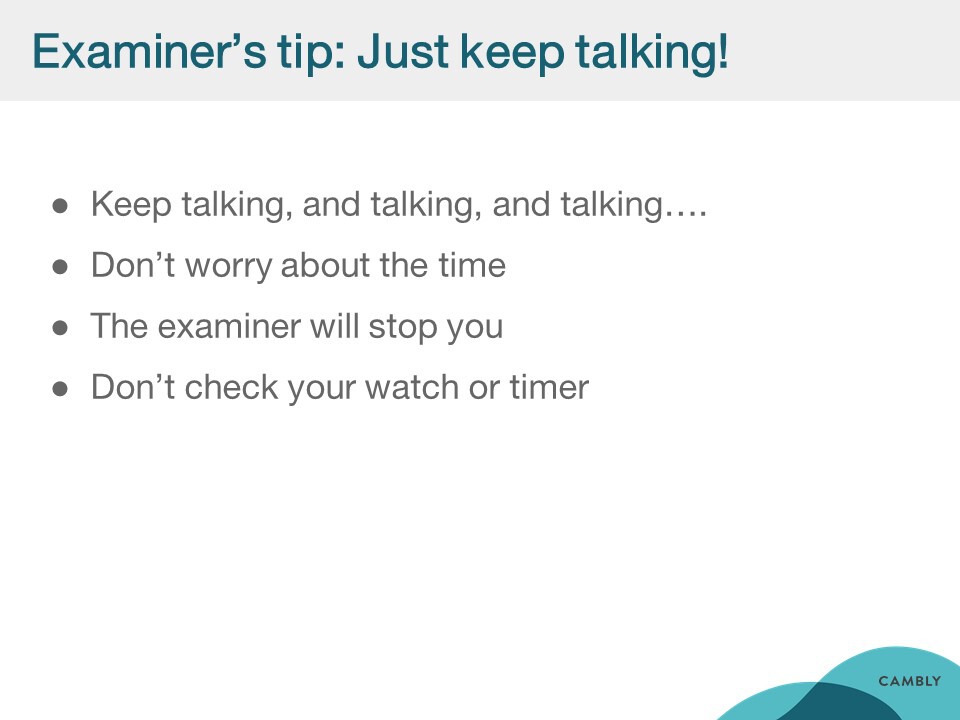 Examiner’s tip: Just keep talking!
● Keep talking, and talking, and talking….
● Don’t worry about the time
● The examiner will stop you
● Don’t check your watch or timer
CAMBLY